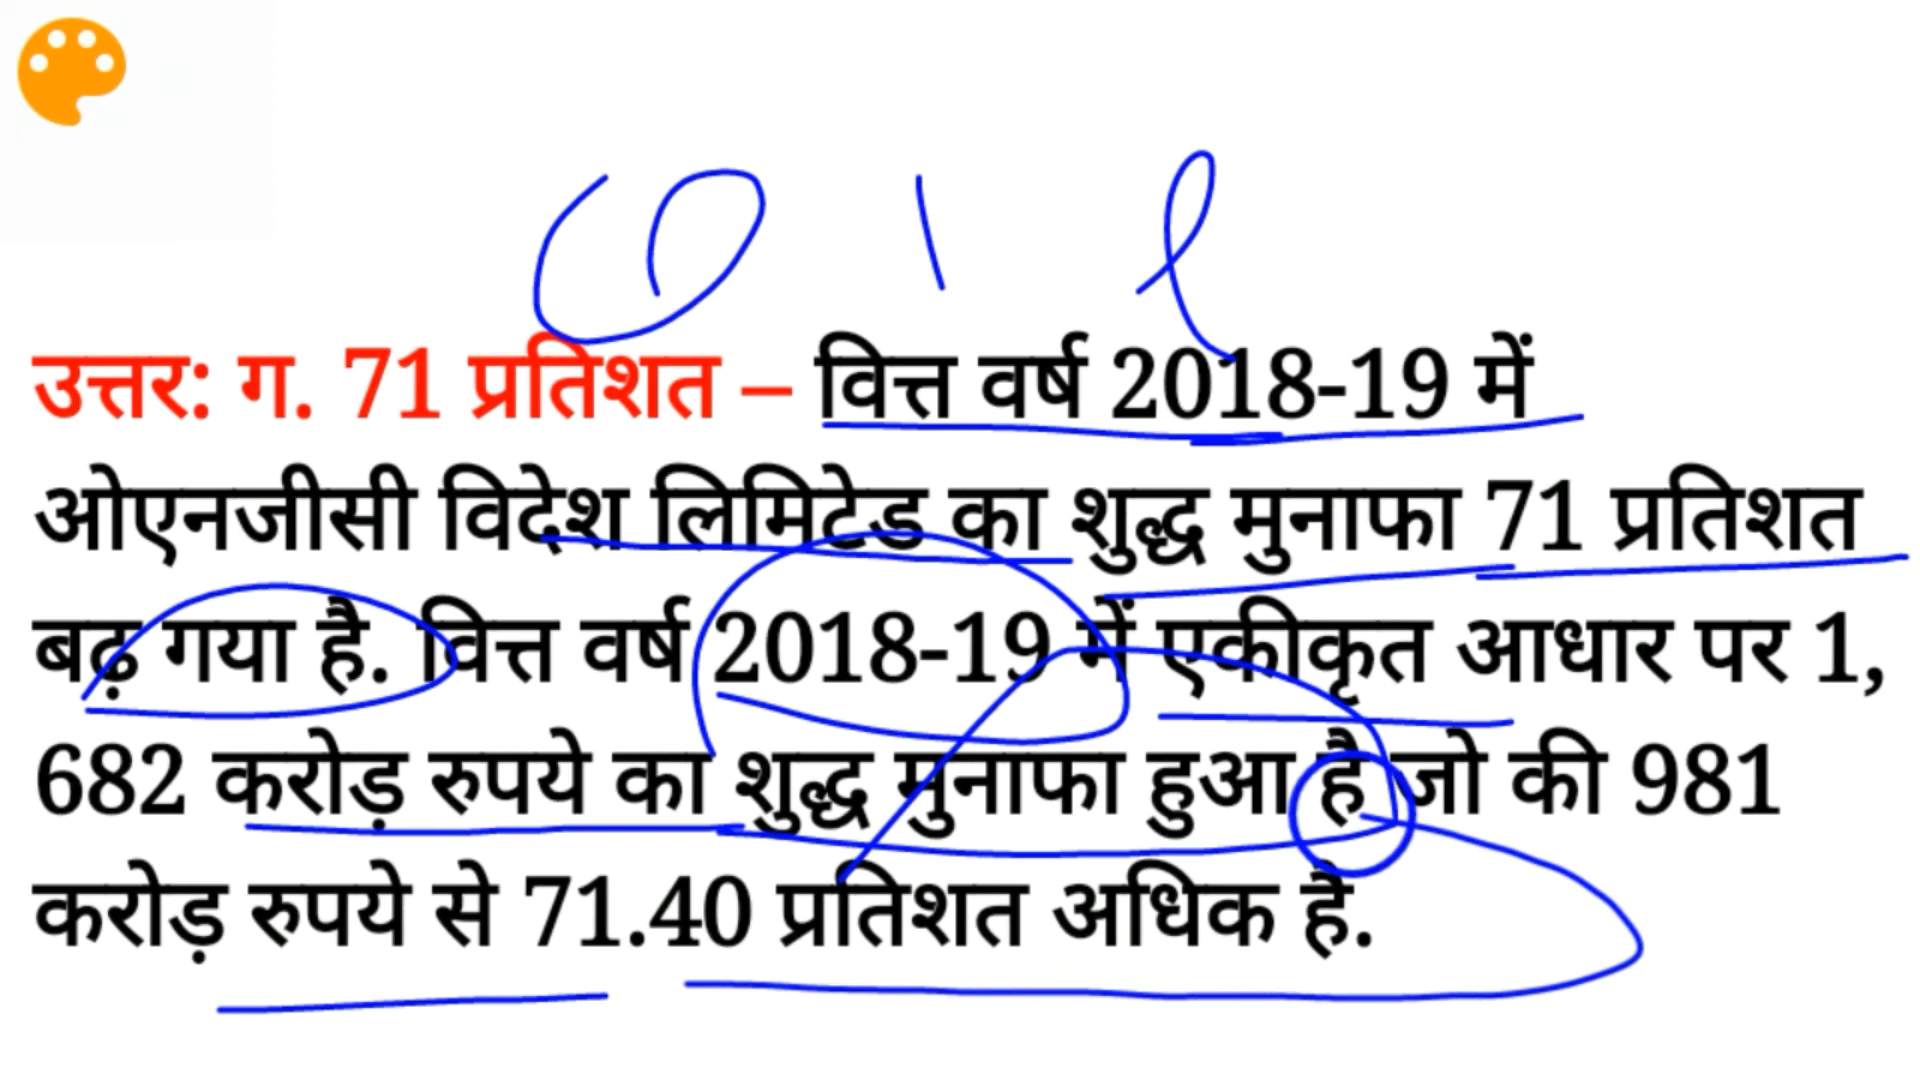 oil
उत्तर: ग. 71 प्रतिशत – वित्त वर्ष 2018-19 में
ओएनजीसी विदेश लिमिटेड का शुद्ध मुनाफा 71 प्रतिशत
बढ़ गया है. वित्त वर्ष 2018-19 में एकीकृत आधार पर 1,
682 करोड़ रुपये का शुद्ध मुनाफा हुआ है जो की 981
करोड़ रुपये से 71.40 प्रतिशत अधिक है.